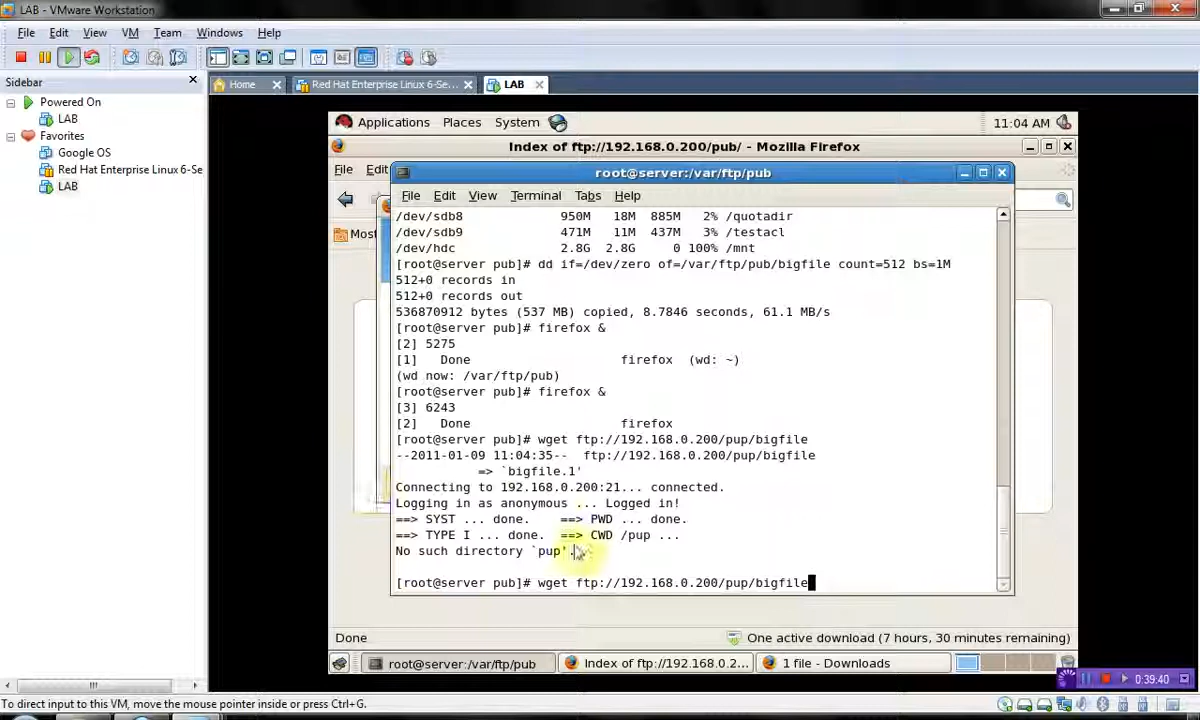 LAB - VMware Workstation
File Edit View VM Team Windows Help
Sidebar
Powered On
LAB
Favorites
Google OS
Red Hat Enterprise Linux 6-Se
LAB
Home
Red Hat Enterprise Linux 6-Se...
LAB
Applications Places System 11:04 AM
Index of ftp://192.168.0.200/pub/ - Mozilla Firefox
File Edit
Most
root@server:/var/ftp/pub
File Edit View Terminal Tabs Help
/dev/sdb8 950M 18M 885M 2% /quotadir
/dev/sdb9 471M 11M 437M 3% /testacl
/dev/hdc 2.8G 2.8G 0 100% /mnt
[root@server pub]# dd if=/dev/zero of=/var/ftp/pub/bigfile count=512 bs=1M
512+0 records in
512+0 records out
536870912 bytes (537 MB) copied, 8.7846 seconds, 61.1 MB/s
[root@server pub]# firefox &
[2] 5275
[1] Done firefox (wd: ~)
(wd now: /var/ftp/pub)
[root@server pub]# firefox &
[3] 6243
[2] Done firefox
[root@server pub]# wget ftp://192.168.0.200/pup/bigfile
--2011-01-09 11:04:35-- ftp://192.168.0.200/pup/bigfile
=> `bigfile.1'
Connecting to 192.168.0.200:21... connected.
Logging in as anonymous ... Logged in!
==> SYST ... done. ==> PWD ... done.
==> TYPE I ... done. ==> CWD /pup ...
No such directory `pup'.
[root@server pub]# wget ftp://192.168.0.200/pup/bigfile
Done
One active download (7 hours, 30 minutes remaining)
root@server:/var/ftp/pub
Index of ftp://192.168.0.2...
1 file - Downloads
0:39:40
To direct input to this VM, move the mouse pointer inside or press Ctrl+G.